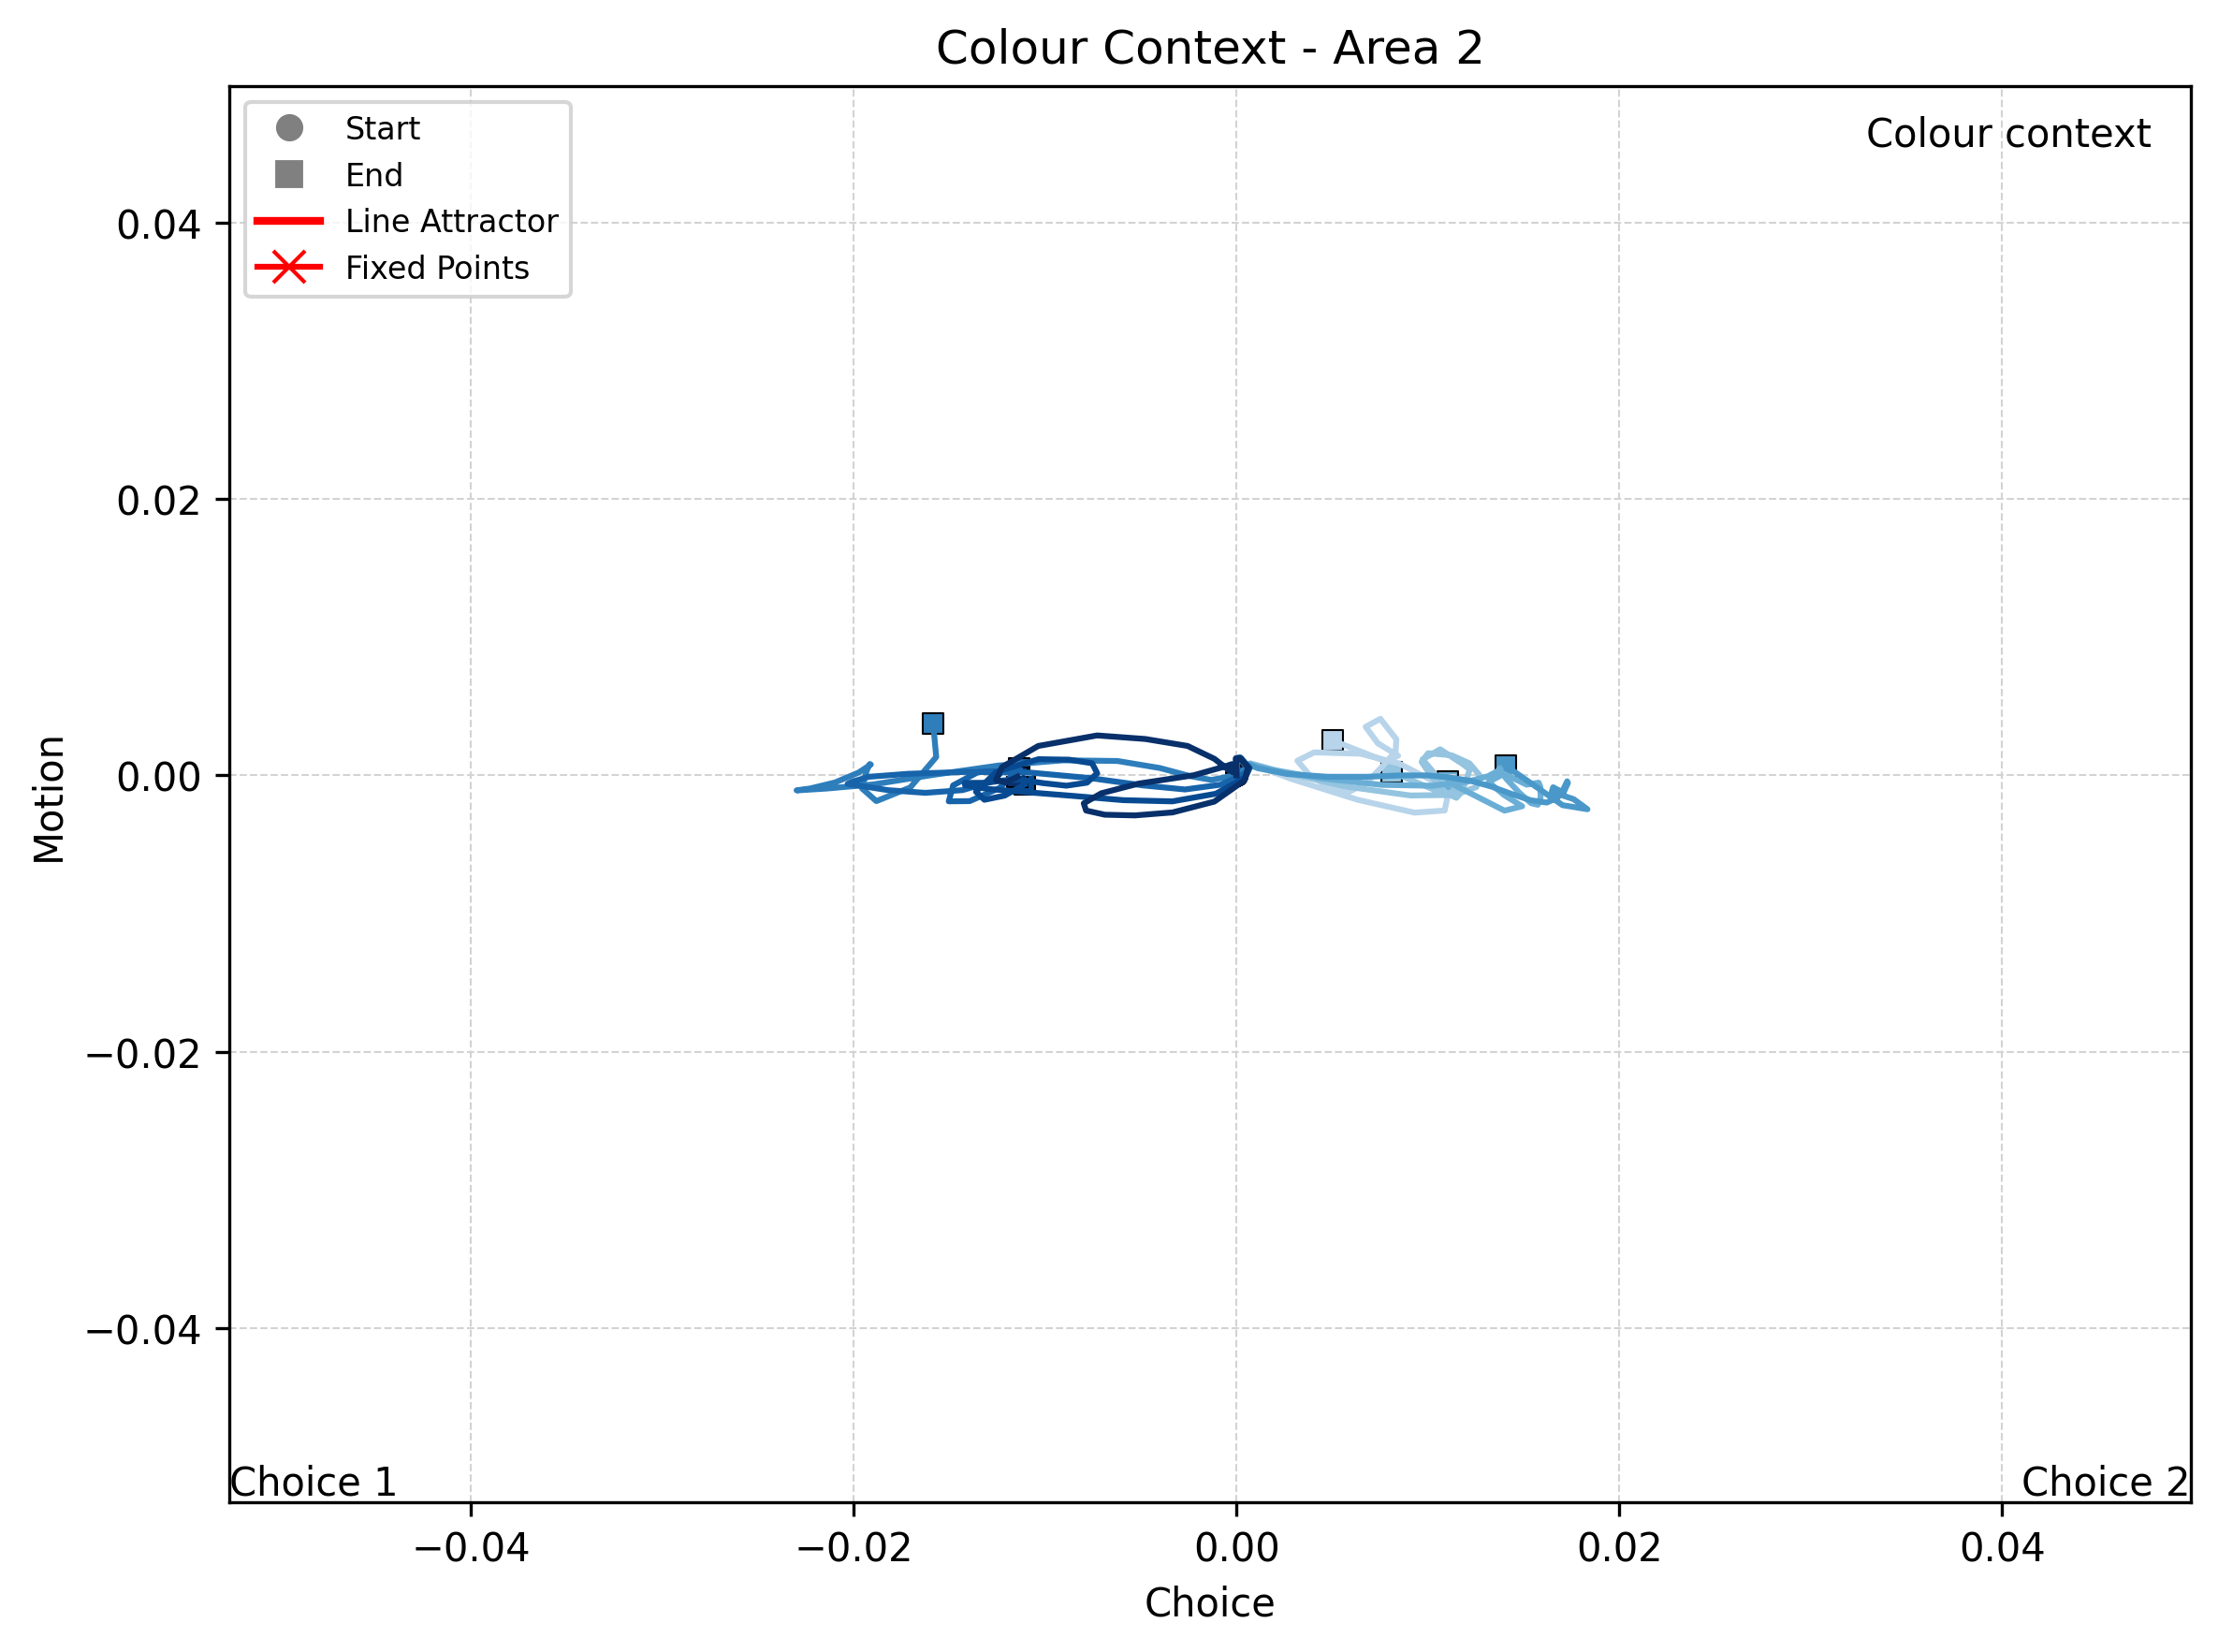 Colour Context - Area 2
Start
End
Line Attractor
Fixed Points
Colour context
0.04
0.02
0.00
−0.02
−0.04
Motion
Choice 1
Choice 2
−0.04
−0.02
0.00
0.02
0.04
Choice